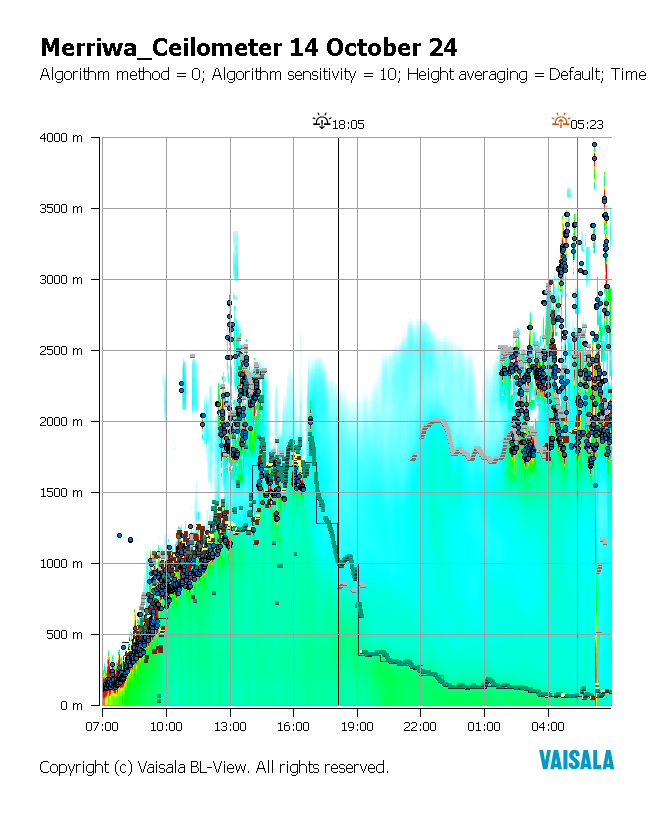 Merriwa_Ceilometer 14 October 24
Algorithm method = 0; Algorithm sensitivity = 10; Height averaging = Default; Time
18:05
05:23
4000 m
3500 m
3000 m
2500 m
2000 m
1500 m
1000 m
500 m
0 m
07:00 10:00 13:00 16:00 19:00 22:00 01:00 04:00
VAISALA
Copyright (c) Vaisala BL-View. All rights reserved.